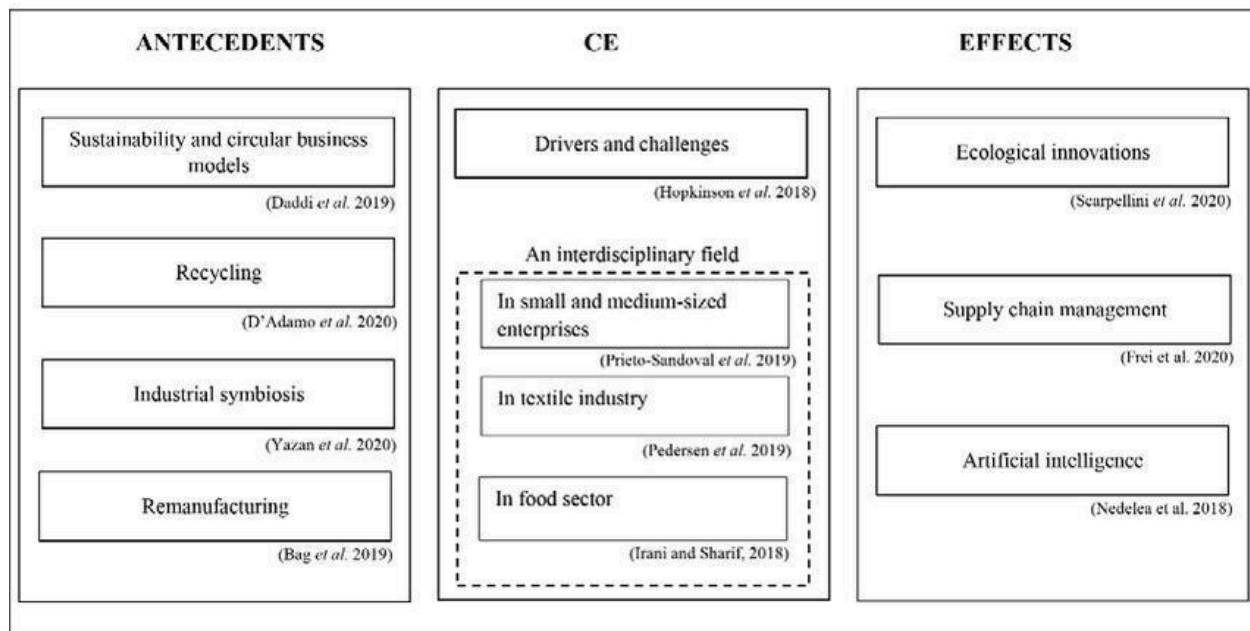 ANTECEDENTS
Sustainability and circular business
models
(Daddi et al. 2019)
Recycling
(D'Adamo et al. 2020)
Industrial symbiosis
(Yazan et al. 2020)
Remanufacturing
(Bag et al. 2019)
CE
Drivers and challenges
(Hopkinson et al. 2018)
An interdisciplinary field
In small and medium-sized
enterprises
(Prieto-Sandoval et al. 2019)
In textile industry
(Pedersen et al. 2019)
In food sector
(Irani and Sharif, 2018)
EFFECTS
Ecological innovations
(Scarpellini et al. 2020)
Supply chain management
(Frei et al. 2020)
Artificial intelligence
(Nedelea et al. 2018)